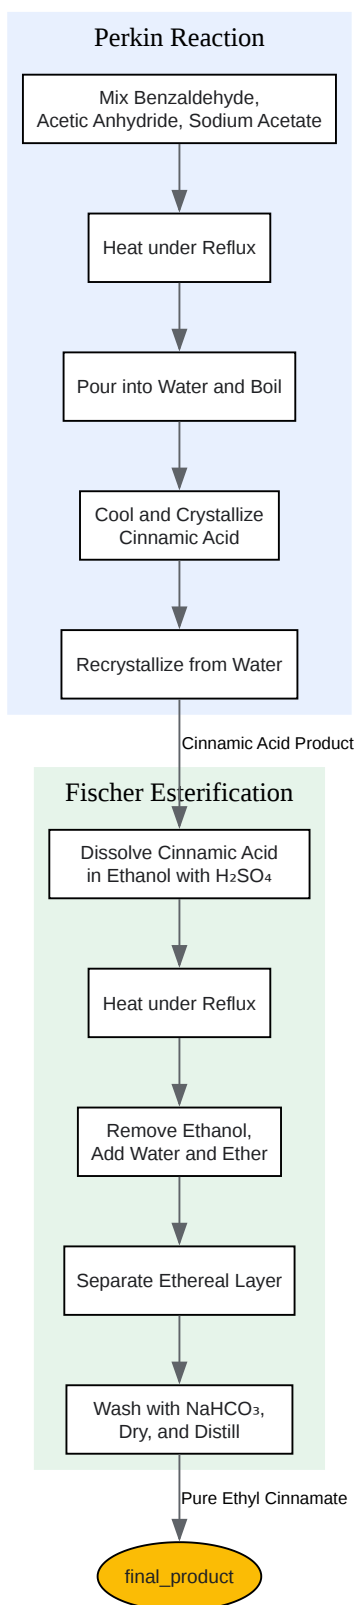 Perkin Reaction
Mix Benzaldehyde,
Acetic Anhydride, Sodium Acetate
Heat under Reflux
Pour into Water and Boil
Cool and Crystallize
Cinnamic Acid
Recrystallize from Water
Cinnamic Acid Product
Fischer Esterification
Dissolve Cinnamic Acid
in Ethanol with H₂SO₄
Heat under Reflux
Remove Ethanol,
Add Water and Ether
Separate Ethereal Layer
Wash with NaHCO₃,
Dry, and Distill
Pure Ethyl Cinnamate
final_product